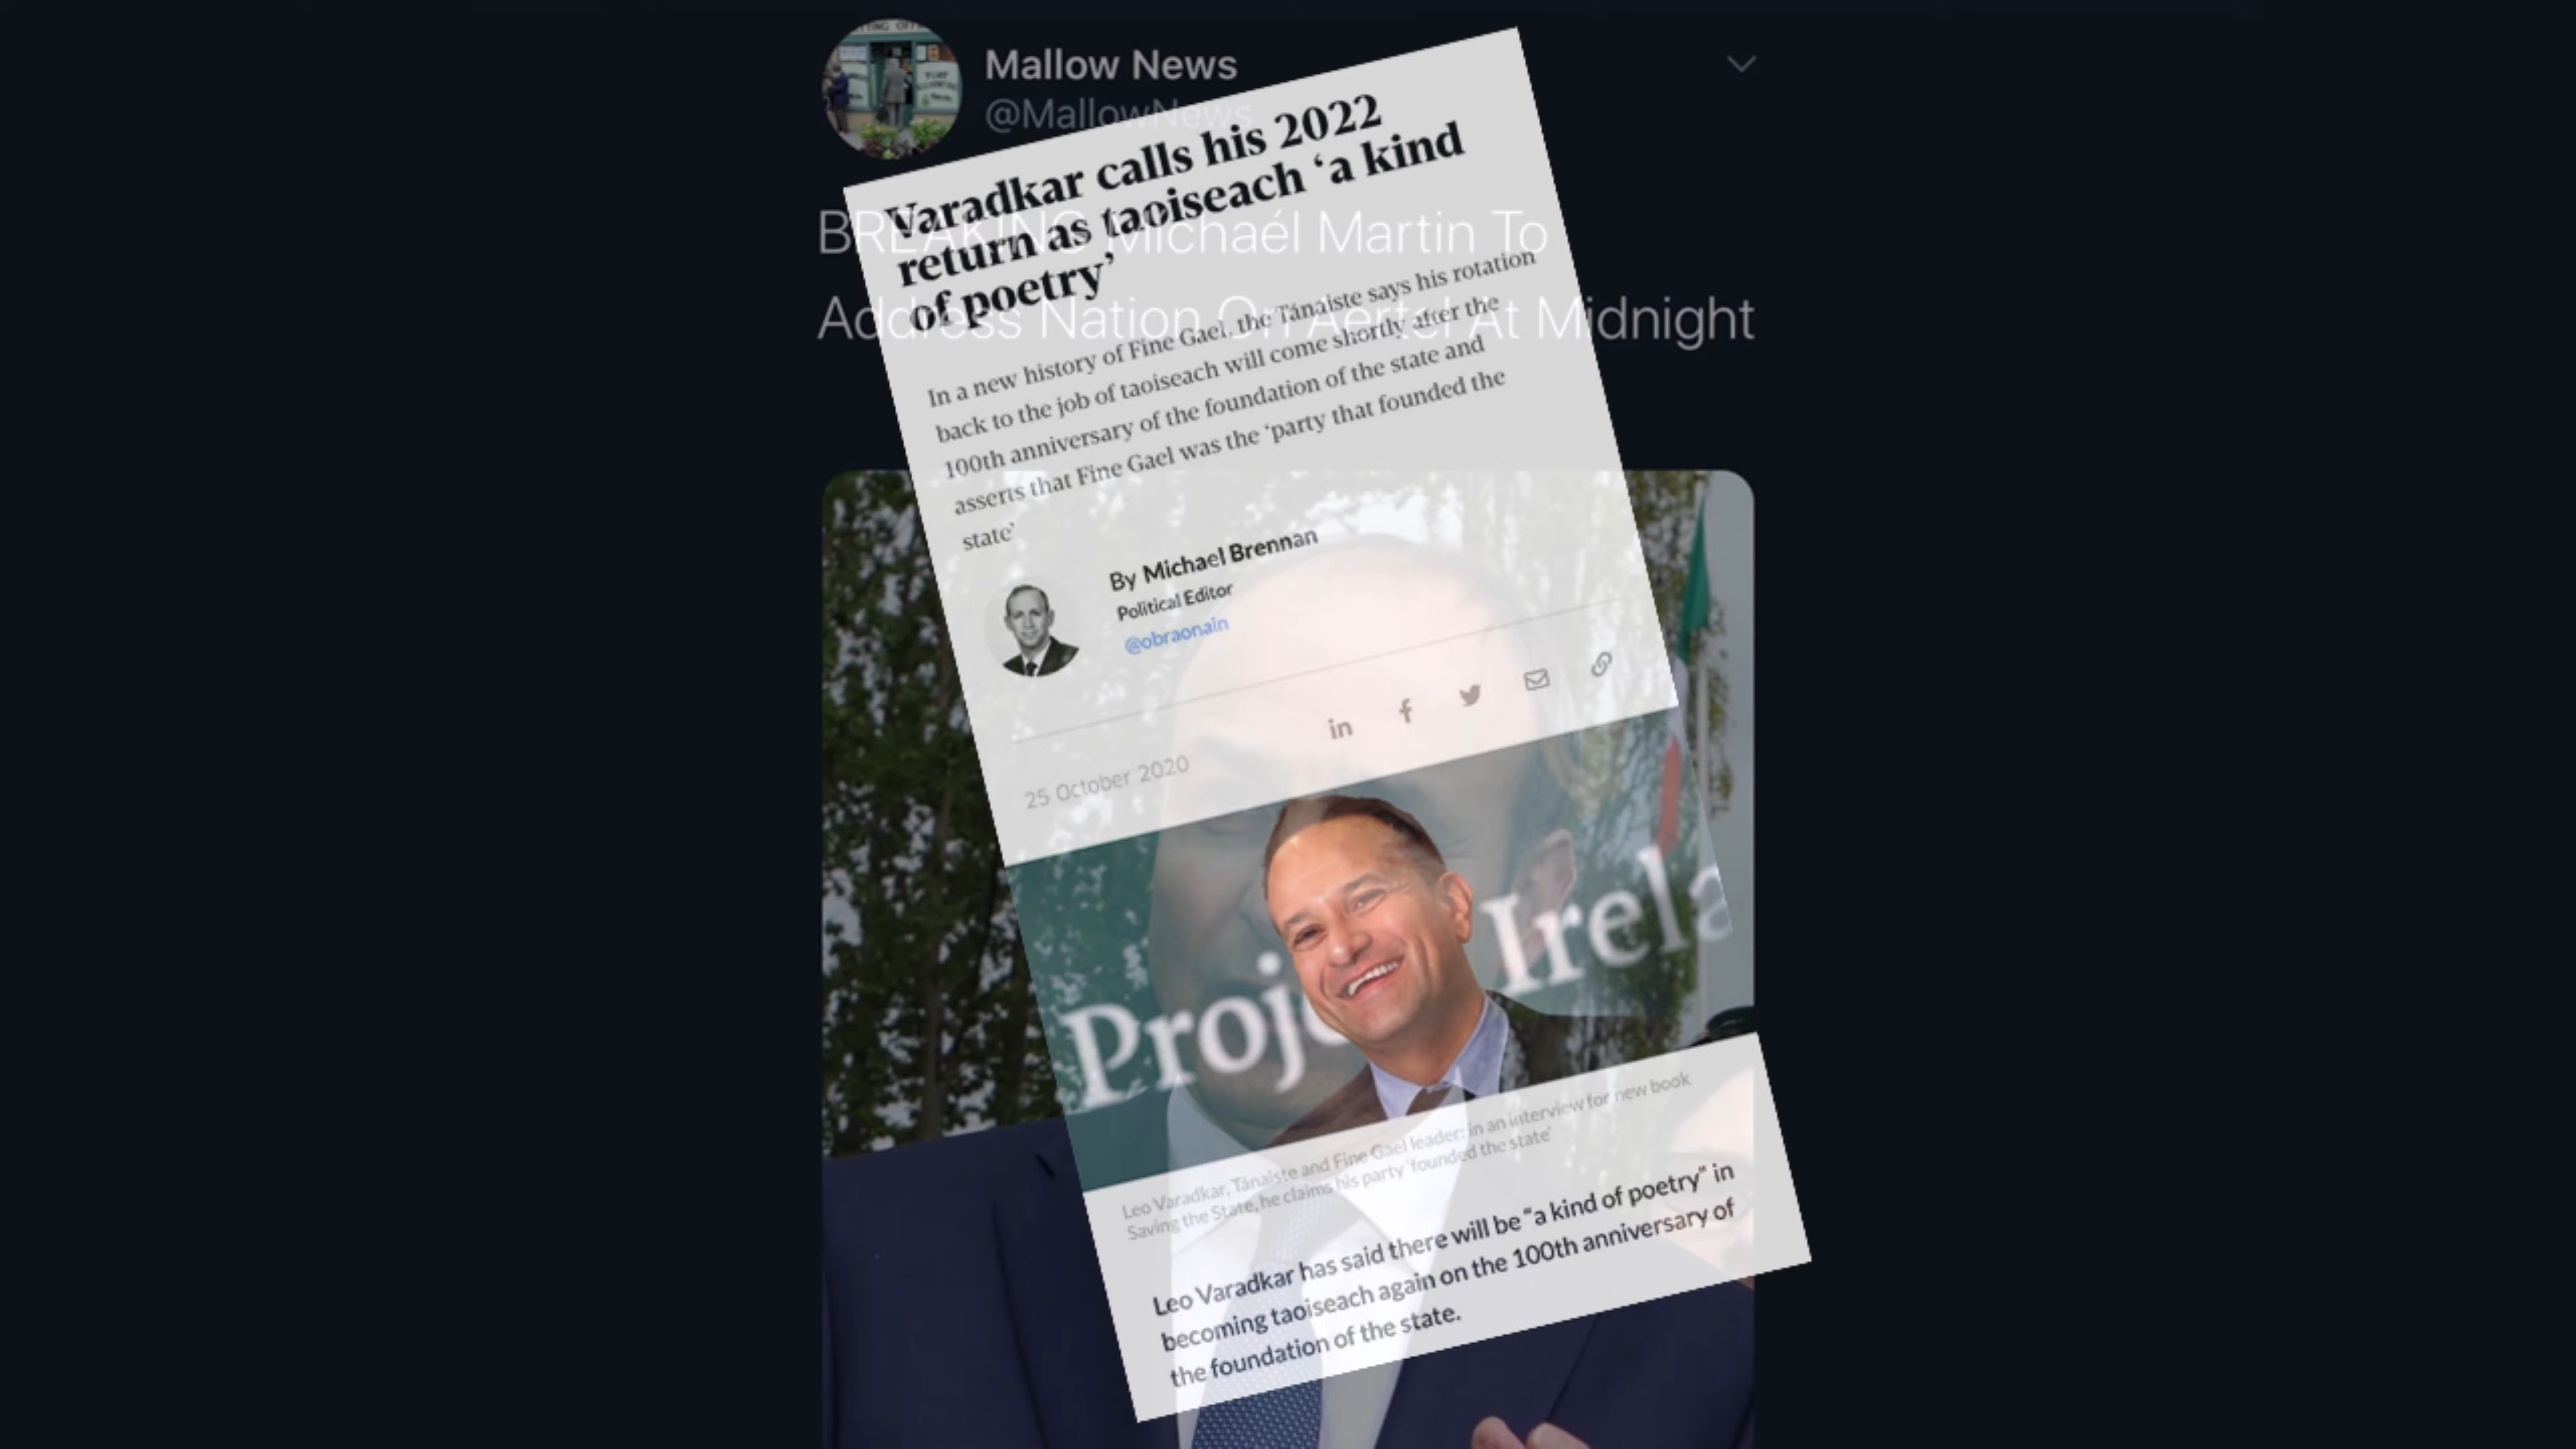 Mallow News
@MallowNews
BREAKING Michaél Martin To
Address Nation On Aertel At Midnight
Varadkar calls his 2022
return as taoiseach ‘a kind
of poetry’
In a new history of Fine Gael, the Tánaiste says his rotation
back to the job of taoiseach will come shortly after the
100th anniversary of the foundation of the state and
asserts that Fine Gael was the ‘party that founded the
state’
By Michael Brennan
Political Editor
@obraonain
in f
25 October 2020
Proje Irela
Leo Varadkar, Tánaiste and Fine Gael leader: in an interview for new book
Saving the State, he claims his party ‘founded the state’
Leo Varadkar has said there will be “a kind of poetry” in
becoming taoiseach again on the 100th anniversary of
the foundation of the state.